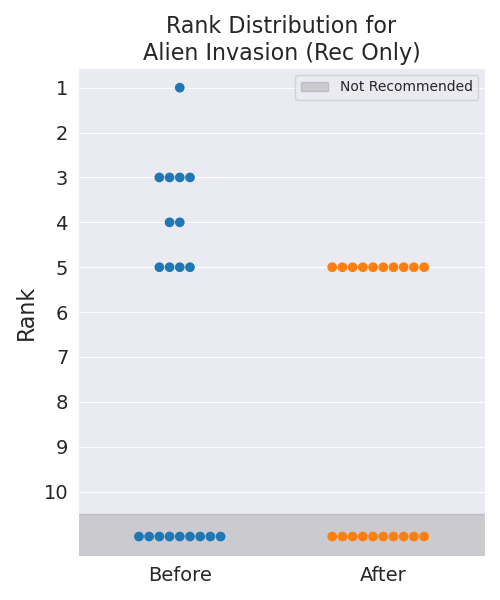 Rank Distribution for
Alien Invasion (Rec Only)
Not Recommended
Rank
1
2
3
4
5
6
7
8
9
10
Before
After